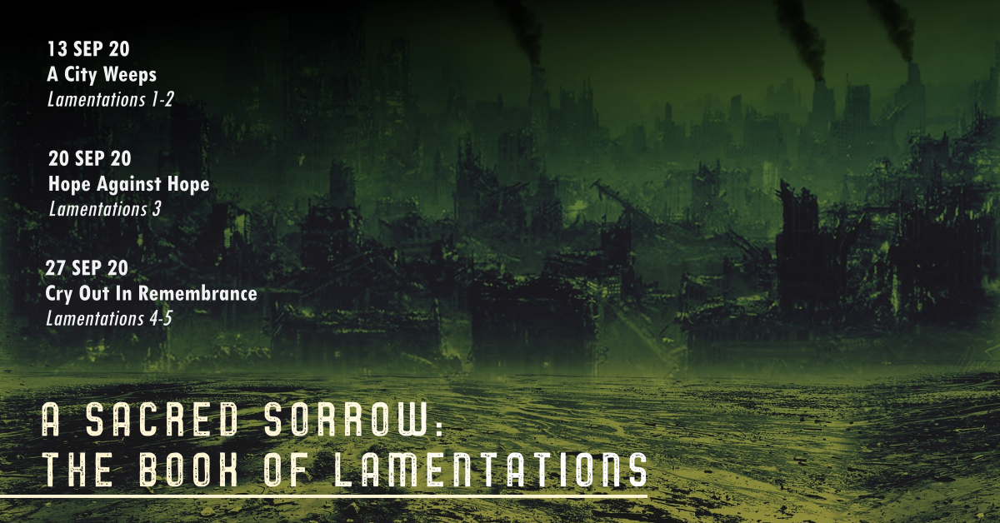 13 SEP 20
A City Weeps
Lamentations 1-2
20 SEP 20
Hope Against Hope
Lamentations 3
27 SEP 20
Cry Out In Remembrance
Lamentations 4-5
A SACRED SORROW:
THE BOOK OF LAMENTATIONS